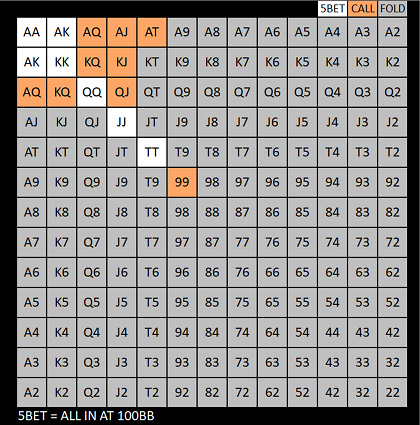 5BET CALL FOLD
AA AK AQ AJ AT A9 A8 A7 A6 A5 A4 A3 A2
AK KK KQ KJ KT K9 K8 K7 K6 K5 K4 K3 K2
AQ KQ QQ QJ QT Q9 Q8 Q7 Q6 Q5 Q4 Q3 Q2
AJ KJ QJ JJ JT J9 J8 J7 J6 J5 J4 J3 J2
AT KT QT JT TT T9 T8 T7 T6 T5 T4 T3 T2
A9 K9 Q9 J9 T9 99 98 97 96 95 94 93 92
A8 K8 Q8 J8 T8 98 88 87 86 85 84 83 82
A7 K7 Q7 J7 T7 97 87 77 76 75 74 73 72
A6 K6 Q6 J6 T6 96 86 76 66 65 64 63 62
A5 K5 Q5 J5 T5 95 85 75 65 55 54 53 52
A4 K4 Q4 J4 T4 94 84 74 64 54 44 43 42
A3 K3 Q3 J3 T3 93 83 73 63 53 43 33 32
A2 K2 Q2 J2 T2 92 82 72 62 52 42 32 22
5BET = ALL IN AT 100BB